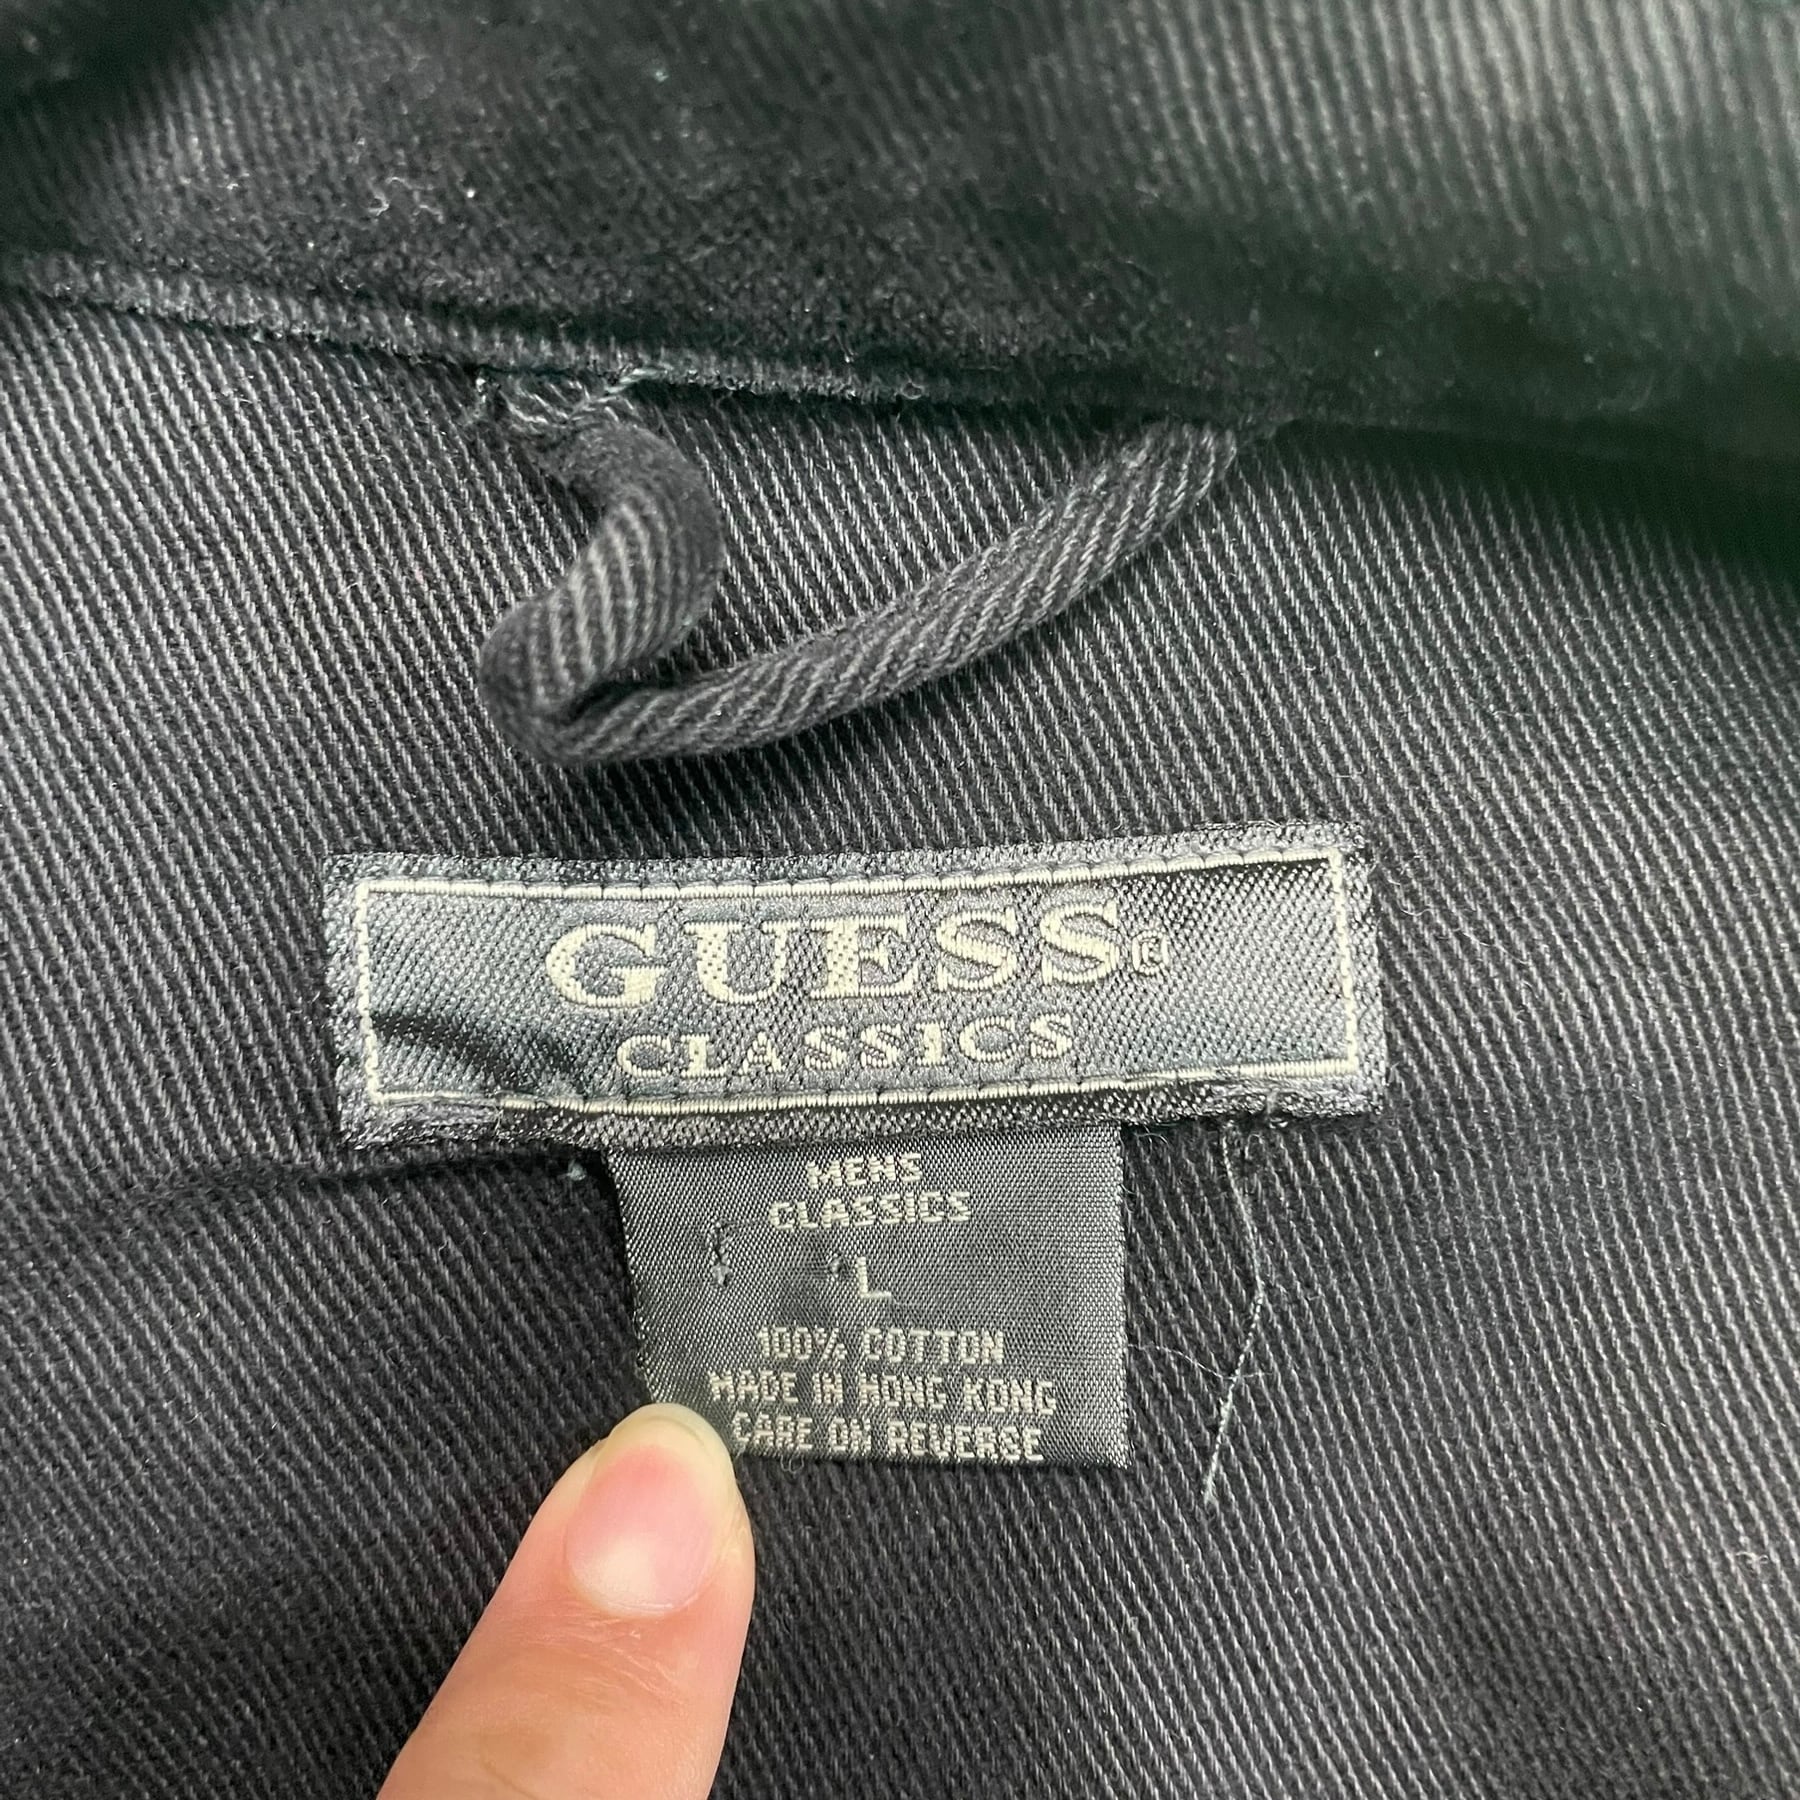 GUESS®
CLASSICS
MENS
CLASSICS
L
100% COTTON
MADE IN HONG KONG
CARE ON REVERSE